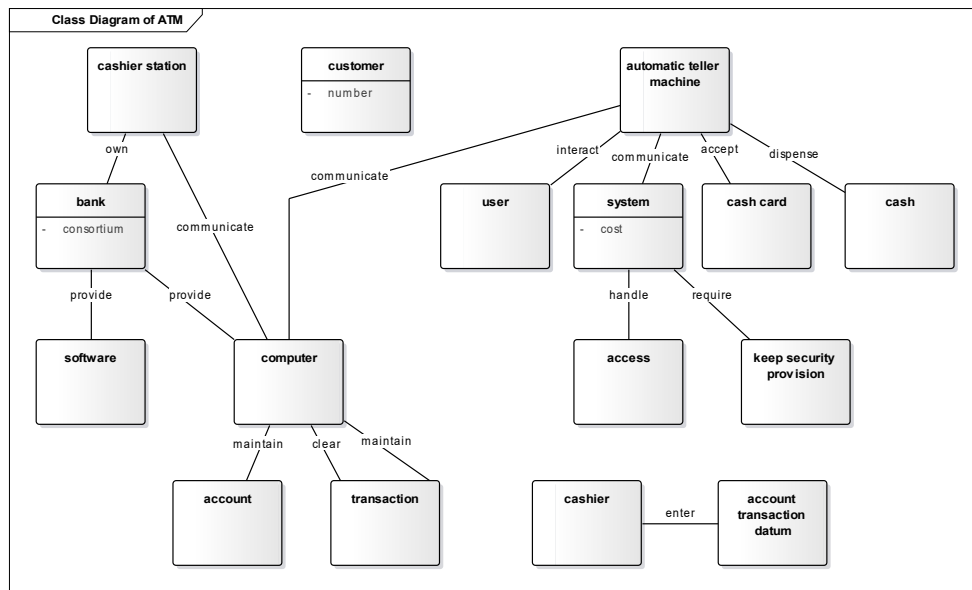 Class Diagram of ATM
cashier station
customer
- number
automatic teller
machine
own
communicate
interact
communicate
accept
dispense
communicate
bank
- consortium
user
system
- cost
cash card
cash
provide
provide
handle
require
software
computer
access
keep security
provision
maintain
clear
maintain
account
transaction
cashier
enter
account
transaction
datum